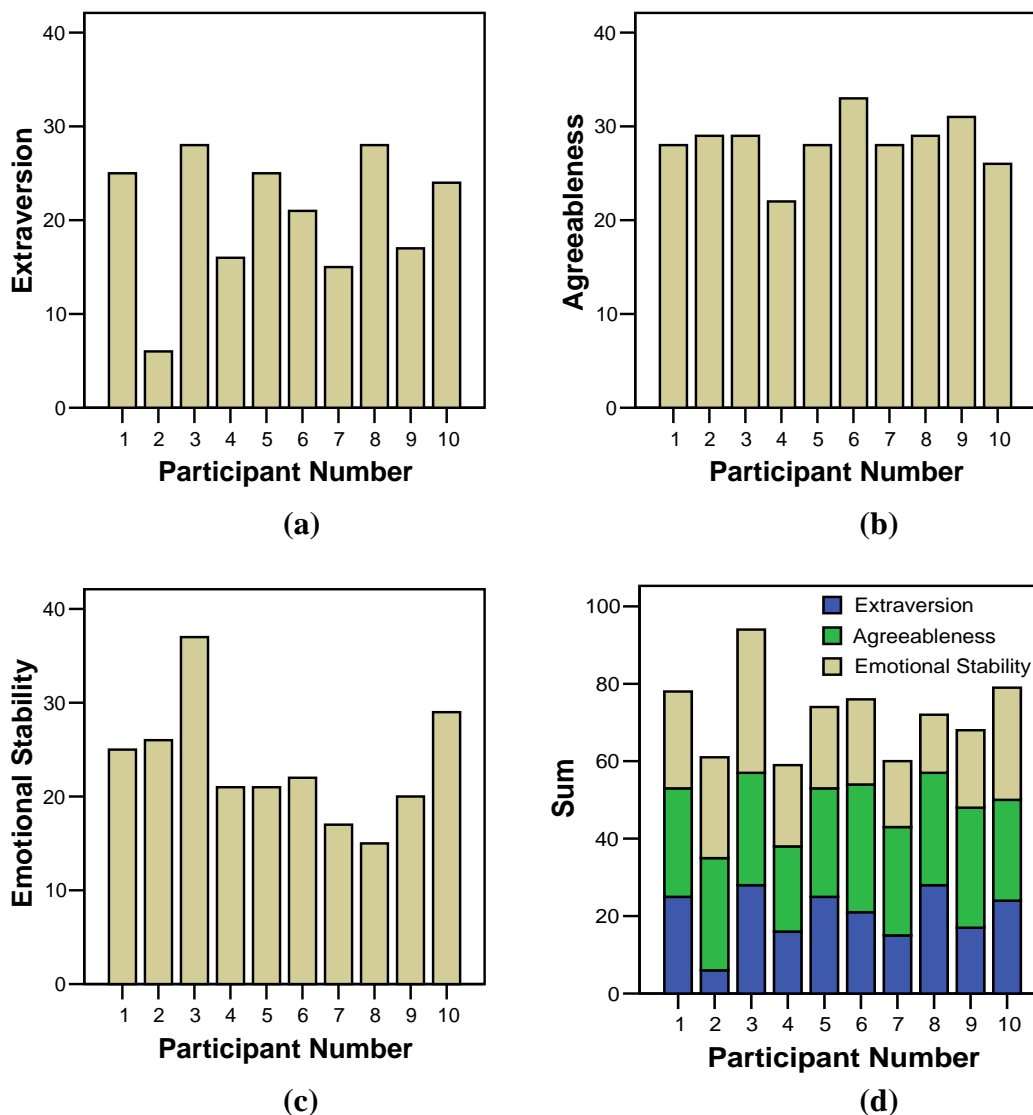 Extraversion
40
30
20
10
0
1 2 3 4 5 6 7 8 9 10
Participant Number
(a)
Agreeableness
40
30
20
10
0
1 2 3 4 5 6 7 8 9 10
Participant Number
(b)
Emotional Stability
40
30
20
10
0
1 2 3 4 5 6 7 8 9 10
Participant Number
(c)
Sum
100
80
60
40
20
0
Extraversion
Agreeableness
Emotional Stability
1 2 3 4 5 6 7 8 9 10
Participant Number
(d)